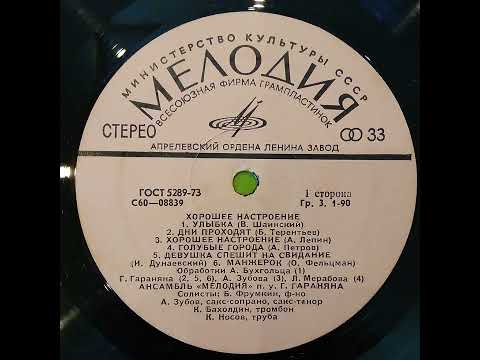 МИНИСТЕРСТВО КУЛЬТУРЫ СССР
МЕЛОДИЯ
ВСЕСОЮЗНАЯ ФИРМА ГРАМПЛАСТИНОК
СТЕРЕО
33
АПРЕЛЕВСКИЙ ОРДЕНА ЛЕНИНА ЗАВОД
ГОСТ 5289-73
1 сторона
С60—08839
Гр. 3. 1-90
ХОРОШЕЕ НАСТРОЕНИЕ
1. УЛЫБКА (В. Шаинский)
2. ДНИ ПРОХОДЯТ (Б. Терентьев)
3. ХОРОШЕЕ НАСТРОЕНИЕ (А. Лепин)
4. ГОЛУБЫЕ ГОРОДА (А. Петров)
5. ДЕВУШКА СПЕШИТ НА СВИДАНИЕ
(И. Дунаевский) 6. МАНЖЕРОК (О. Фельцман)
Обработки А. Бухгольца (1)
Г. Гараняна (2, 5, 6), А. Зубова (3), Л. Мерабова (4)
АНСАМБЛЬ «МЕЛОДИЯ» п. у. Г. ГАРАНЯНА
Солисты: Б. Фрумкин, ф-но
А. Зубов, сакс-сопрано, сакс-тенор
К. Бахолдин, тромбон
К. Носов, труба